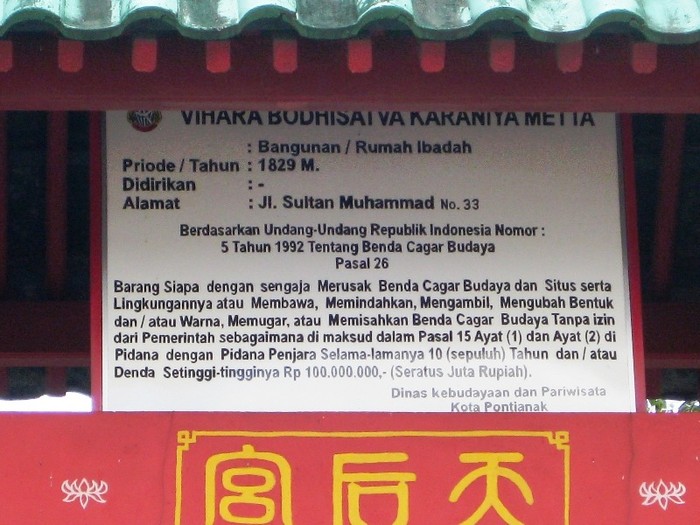 VIHARA BODHISATVA KARANIYA METTA
: Bangunan / Rumah Ibadah
Priode / Tahun : 1829 M.
Didirikan : -
Alamat : Jl. Sultan Muhammad No. 33
Berdasarkan Undang-Undang Republik Indonesia Nomor :
5 Tahun 1992 Tentang Benda Cagar Budaya
Pasal 26
Barang Siapa dengan sengaja Merusak Benda Cagar Budaya dan Situs serta
Lingkungannya atau Membawa, Memindahkan, Mengambil, Mengubah Bentuk
dan / atau Warna, Memugar, atau Memisahkan Benda Cagar Budaya Tanpa izin
dari Pemerintah sebagaimana di maksud dalam Pasal 15 Ayat (1) dan Ayat (2) di
Pidana dengan Pidana Penjara Selama-lamanya 10 (sepuluh) Tahun dan / atau
Denda Setinggi-tingginya Rp 100.000.000,- (Seratus Juta Rupiah).
Dinas kebudayaan dan Pariwisata
Kota Pontianak
天后宮